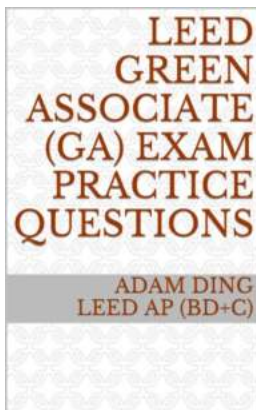 LEED
GREEN
ASSOCIATE
(GA) EXAM
PRACTICE
QUESTIONS
ADAM DING
LEED AP (BD+C)